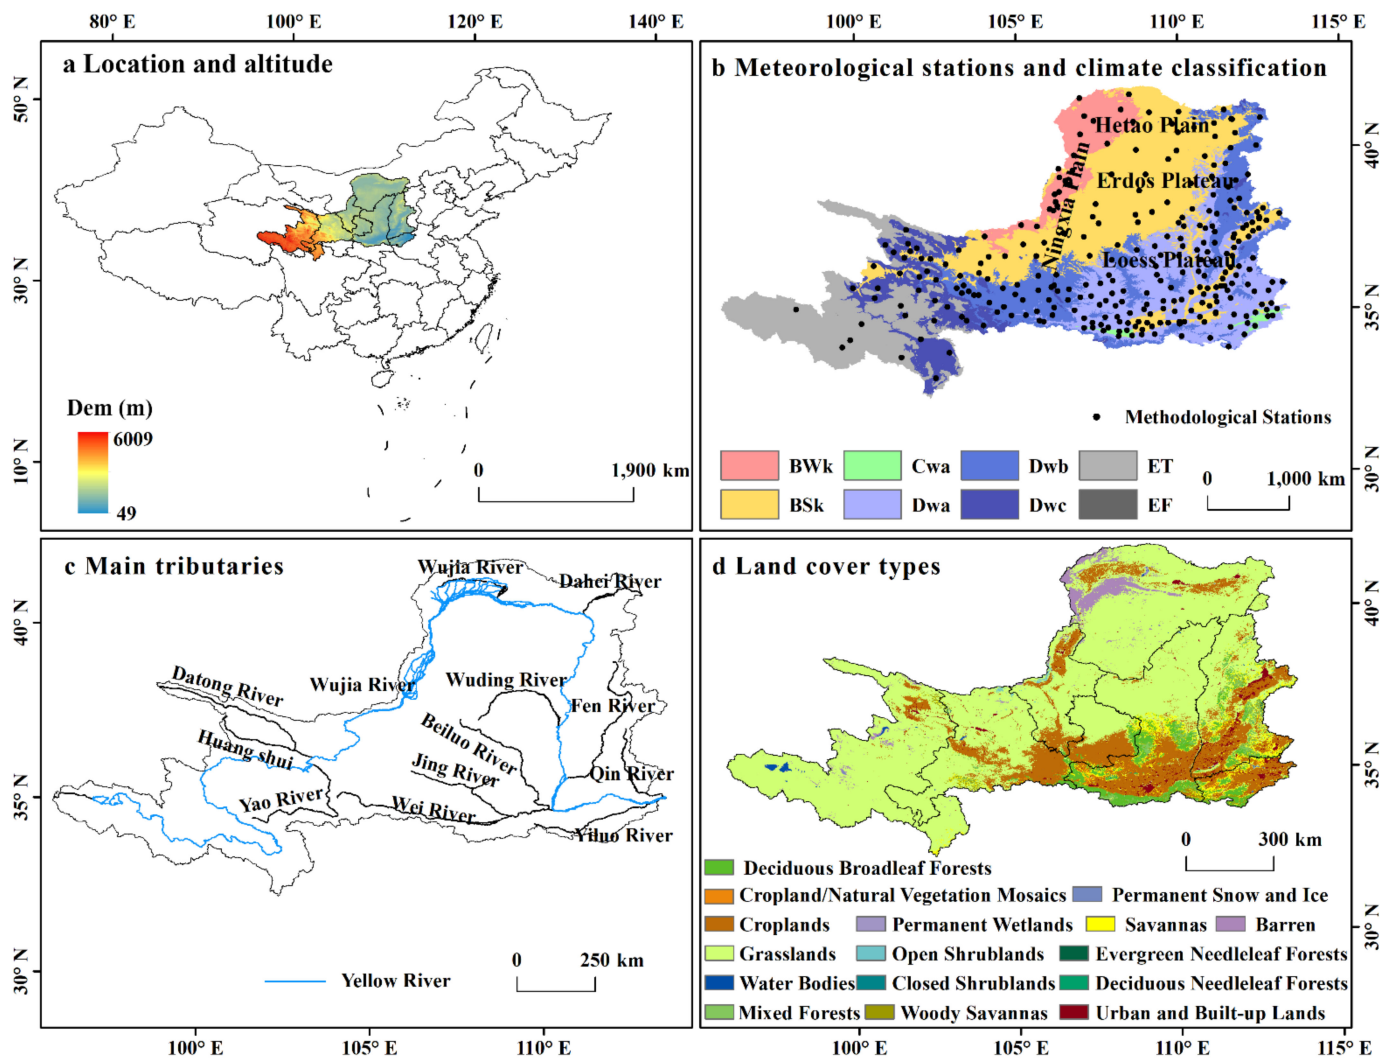 80° E 100° E 120° E 140° E
100° E 105° E 110° E 115° E
a Location and altitude
50° N
30° N
10° N
Dem (m)
6009
49
0 1,900 km
b Meteorological stations and climate classification
Hetao Plain
Erdos Plateau
Ningxia Plain
Loess Plateau
40° N
35° N
30° N
Methodological Stations
BWk Cwa Dwb ET
BSk Dwa Dwc EF
0 1,000 km
c Main tributaries
Wujia River
Dahei River
Datong River
Wujia River
Wuding River
Fen River
Beiluo River
Huang shui
Jing River
Qin River
Yao River
Wei River
Yiluo River
40° N
35° N
30° N
Yellow River
0 250 km
d Land cover types
40° N
35° N
30° N
0 300 km
Deciduous Broadleaf Forests
Cropland/Natural Vegetation Mosaics Permanent Snow and Ice
Croplands Permanent Wetlands Savannas Barren
Grasslands Open Shrublands Evergreen Needleleaf Forests
Water Bodies Closed Shrublands Deciduous Needleleaf Forests
Mixed Forests Woody Savannas Urban and Built-up Lands
100° E 105° E 110° E
100° E 105° E 110° E 115° E